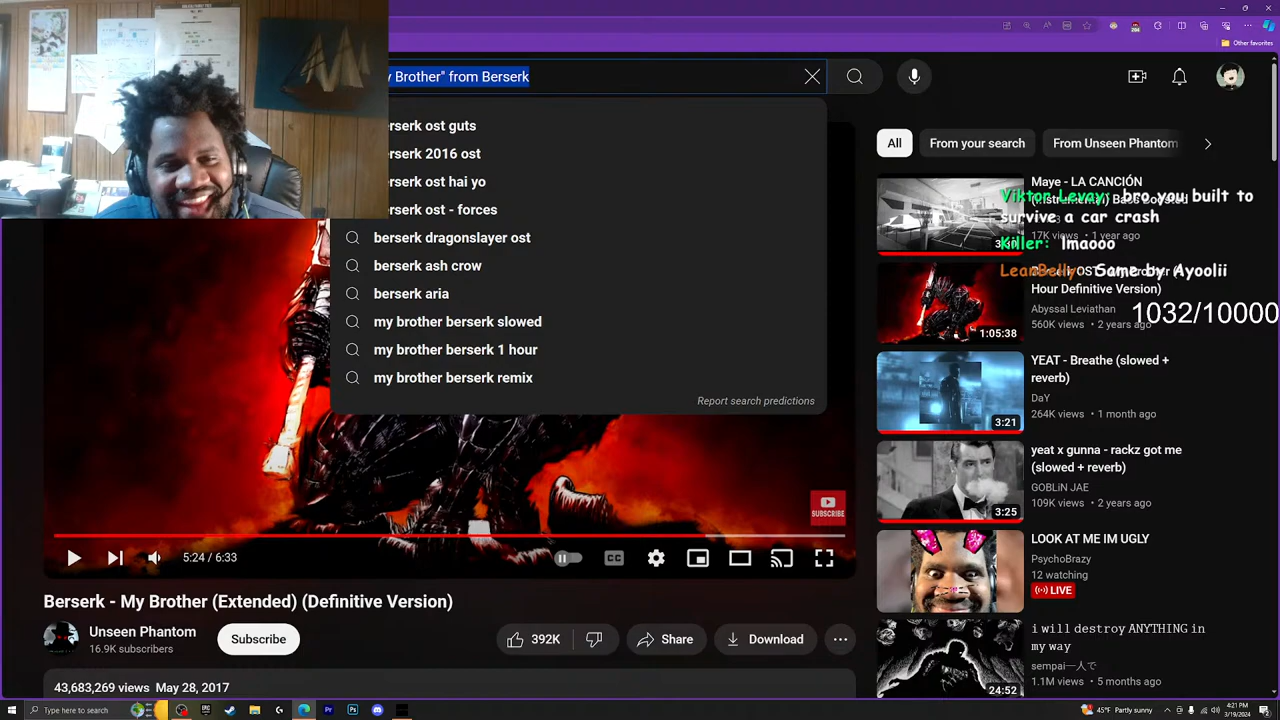 y Brother" from Berserk
erserk ost guts
erserk 2016 ost
erserk ost hai yo
erserk ost - forces
berserk dragonslayer ost
berserk ash crow
berserk aria
my brother berserk slowed
my brother berserk 1 hour
my brother berserk remix
Report search predictions
SUBSCRIBE
5:24 / 6:33
CC
Berserk - My Brother (Extended) (Definitive Version)
Unseen Phantom
16.9K subscribers
Subscribe
392K
Share
Download
43,683,269 views May 28, 2017
Other favorites
All
From your search
From Unseen Phantom
Maye - LA CANCIÓN
Viktor Levay: bro you built to
survive a car crash
17K views · 1 year ago
Killer: lmaooo
LeanBelly: Same by Ayoolii
Hour Definitive Version)
Abyssal Leviathan
560K views · 2 years ago
1032/10000
1:05:38
YEAT - Breathe (slowed +
reverb)
DaY
264K views · 1 month ago
3:21
yeat x gunna - rackz got me
(slowed + reverb)
GOBLiN JAE
109K views · 2 years ago
3:25
LOOK AT ME IM UGLY
PsychoBrazy
12 watching
LIVE
i will destroy ANYTHING in
my way
sempai一人で
1.1M views · 5 months ago
24:52
Type here to search
45°F Partly sunny
4:21 PM
3/19/2024